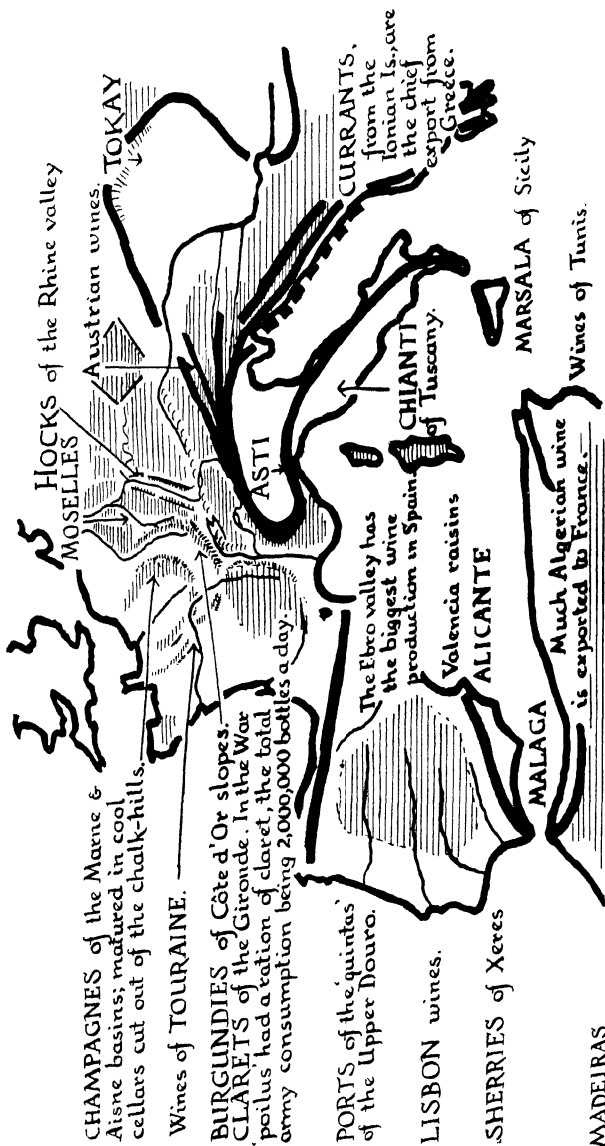 CHAMPAGNES of the Marne &
Aisne basins; matured in cool
cellars cut out of the chalk-hills.
Wines of TOURAINE.
BURGUNDIES of Côte d'Or slopes.
CLARETS of the Gironde. In the War
'poilus' had a ration of claret, the total
army consumption being 2,000,000 bottles a day.
PORTS of the 'quintas'
of the Upper Douro.
LISBON wines.
SHERRIES of Xeres
MADEIRAS
MOSELLES
HOCKS of the Rhine valley
Austrian wines.
TOKAY
ASTI
CURRANTS,
from the
Ionian Is., are
the chief
export from
Greece.
CHIANTI
of Tuscany.
MARSALA of Sicily
The Ebro valley has
the biggest wine
production in Spain
Valencia raisins
ALICANTE
MALAGA
Much Algerian wine
is exported to France.
Wines of Tunis.